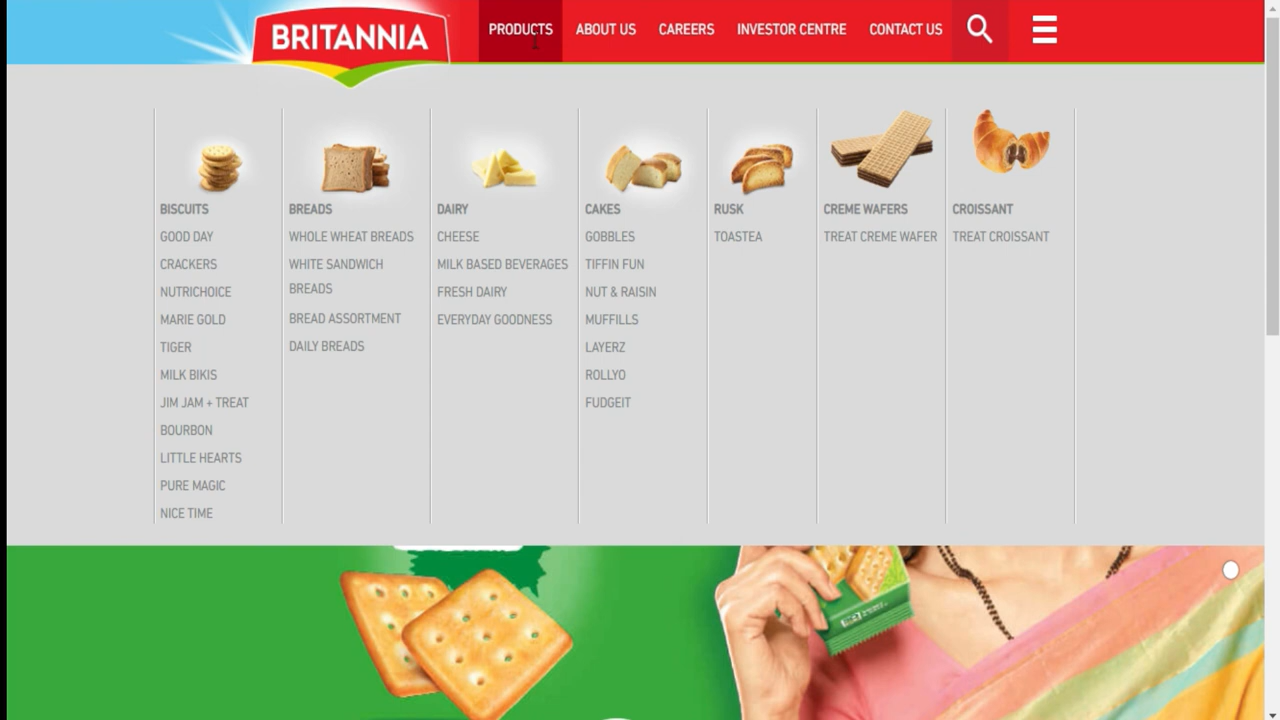 BRITANNIA
PRODUCTS
ABOUT US
CAREERS
INVESTOR CENTRE
CONTACT US
BISCUITS
GOOD DAY
CRACKERS
NUTRICHOICE
MARIE GOLD
TIGER
MILK BIKIS
JIM JAM + TREAT
BOURBON
LITTLE HEARTS
PURE MAGIC
NICE TIME
BREADS
WHOLE WHEAT BREADS
WHITE SANDWICH
BREADS
BREAD ASSORTMENT
DAILY BREADS
DAIRY
CHEESE
MILK BASED BEVERAGES
FRESH DAIRY
EVERYDAY GOODNESS
CAKES
GOBBLES
TIFFIN FUN
NUT & RAISIN
MUFFILLS
LAYERZ
ROLLYO
FUDGEIT
RUSK
TOASTEA
CREME WAFERS
TREAT CREME WAFER
CROISSANT
TREAT CROISSANT